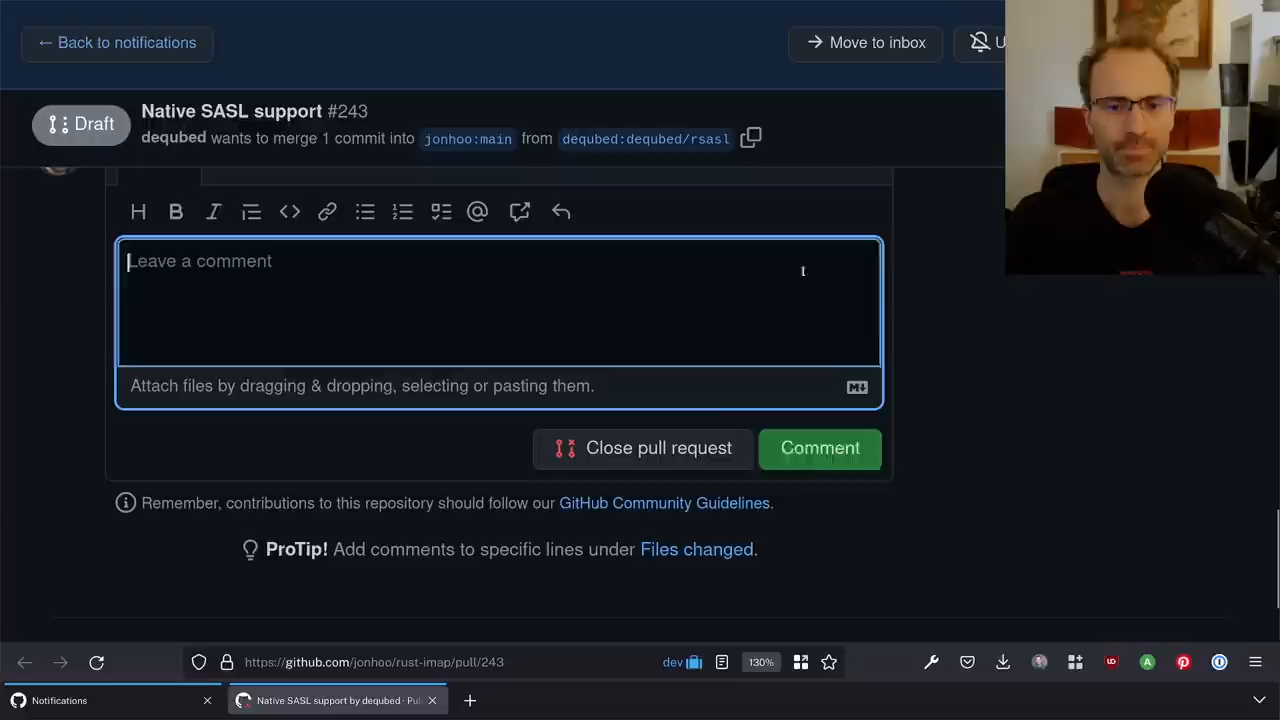 ← Back to notifications
Move to inbox
U
Draft
Native SASL support #243
dequbed wants to merge 1 commit into jonhoo:main from dequbed:dequbed/rsasl
Leave a comment
Attach files by dragging & dropping, selecting or pasting them.
Close pull request
Comment
Remember, contributions to this repository should follow our GitHub Community Guidelines.
ProTip! Add comments to specific lines under Files changed.
https://github.com/jonhoo/rust-imap/pull/243
dev
130%
Notifications
Native SASL support by dequbed · Pul